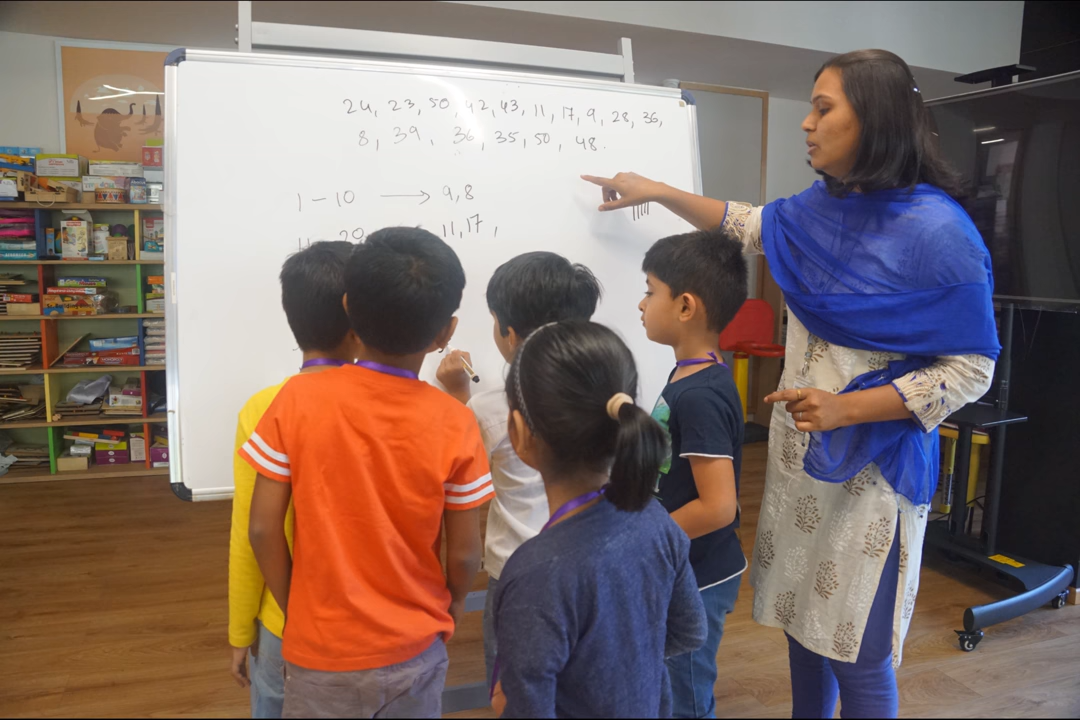 24, 23, 50, 42, 43, 11, 17, 9, 28, 36,
8, 39, 36, 35, 50, 48.
1 – 10 → 9, 8
20 11, 17,